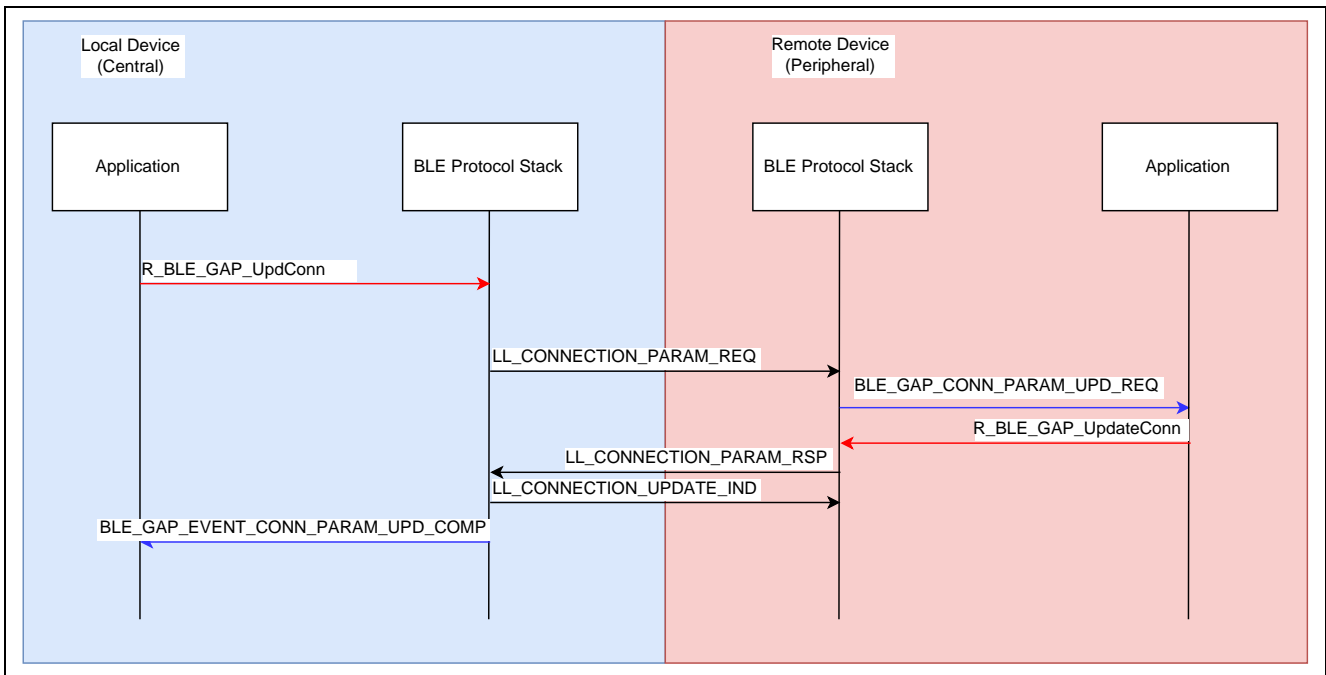 Local Device
(Central)
Remote Device
(Peripheral)
Application
BLE Protocol Stack
BLE Protocol Stack
Application
R_BLE_GAP_UpdConn
LL_CONNECTION_PARAM_REQ
BLE_GAP_CONN_PARAM_UPD_REQ
R_BLE_GAP_UpdateConn
LL_CONNECTION_PARAM_RSP
LL_CONNECTION_UPDATE_IND
BLE_GAP_EVENT_CONN_PARAM_UPD_COMP